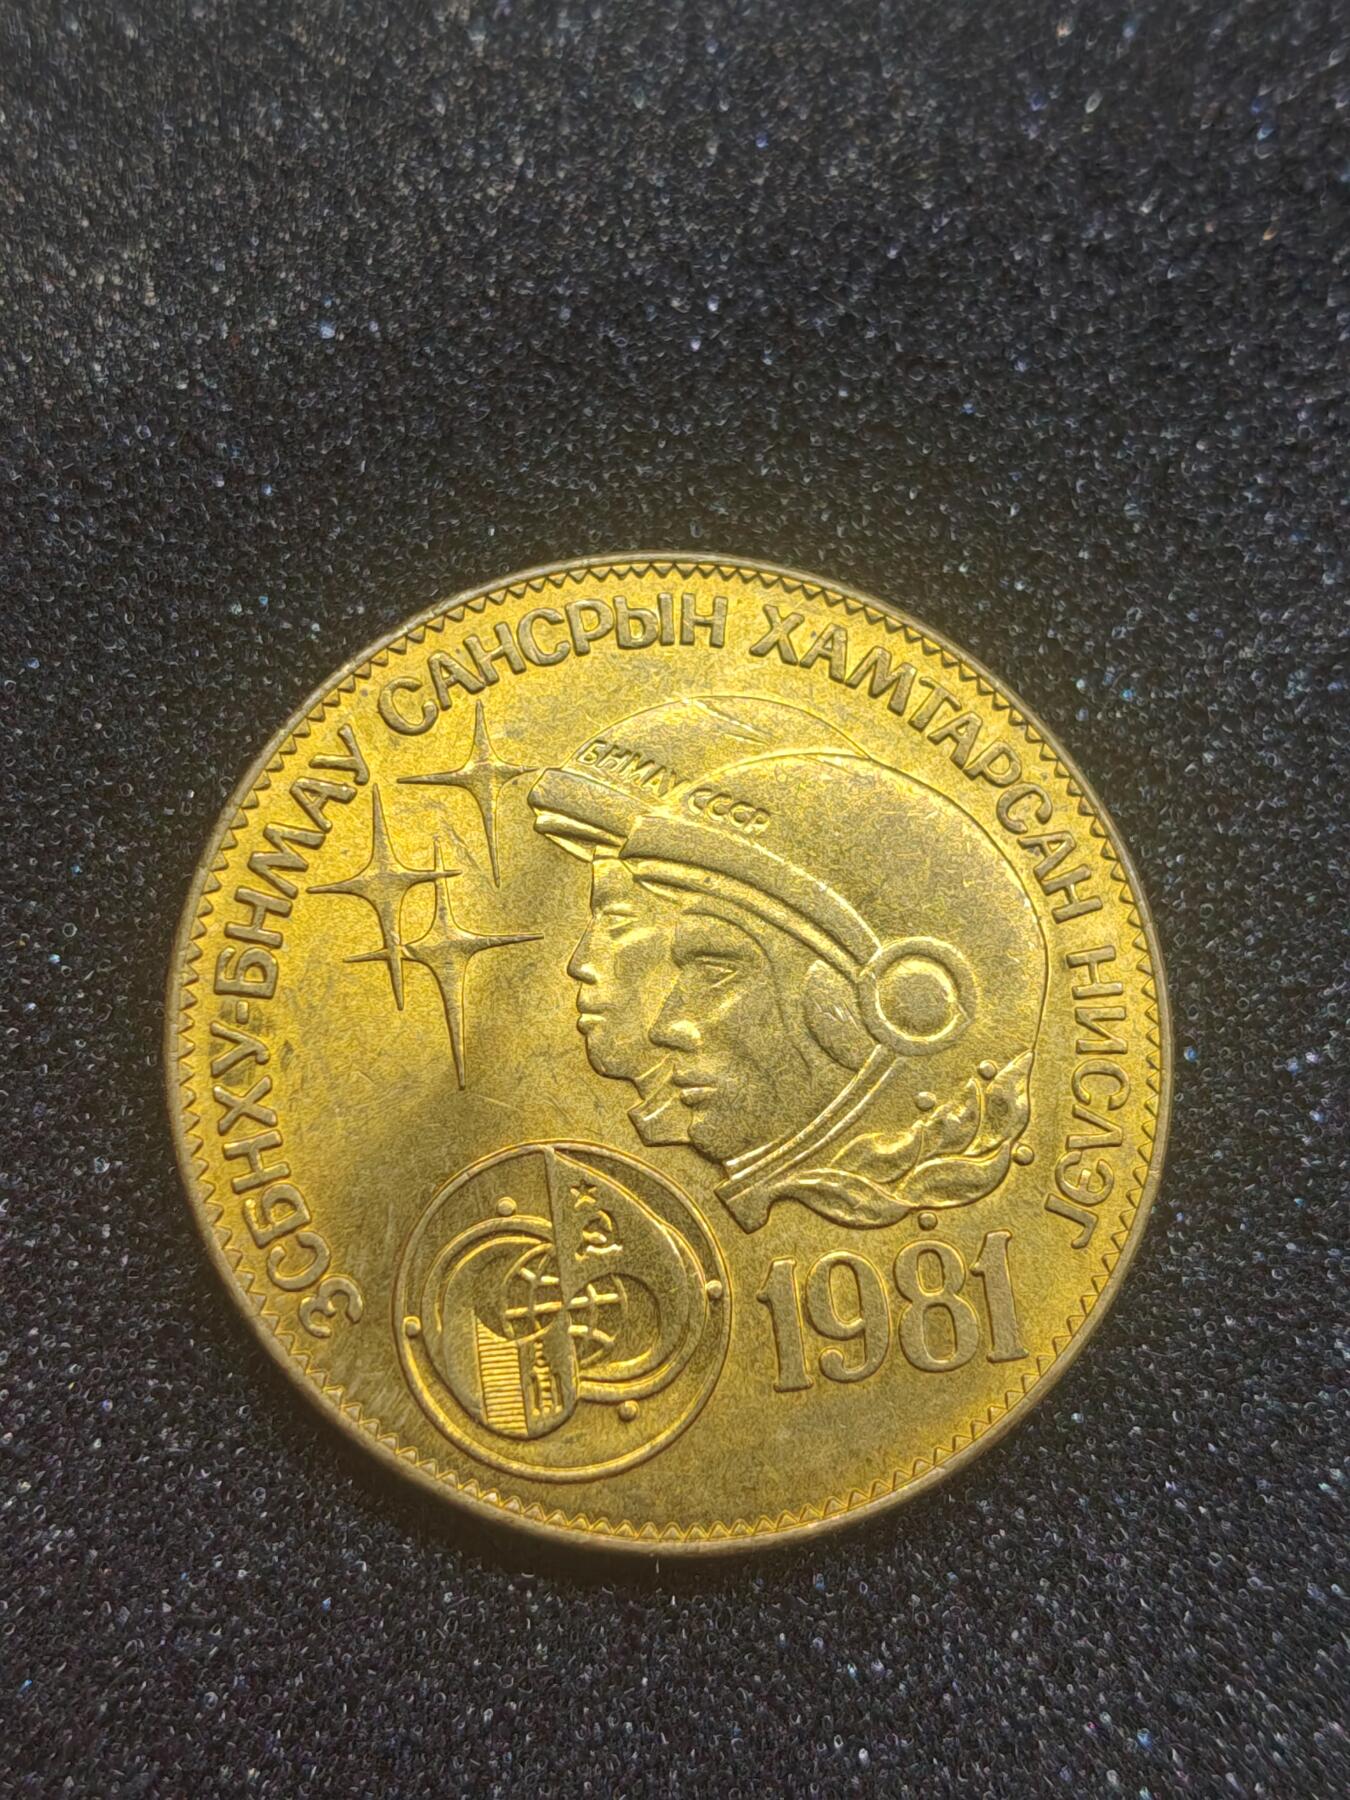 ЗСБНХУ-БНМАУ САНСРЫН ХАМТАРСАН НИСЛЭГ
БНМАУ
СССР
1981